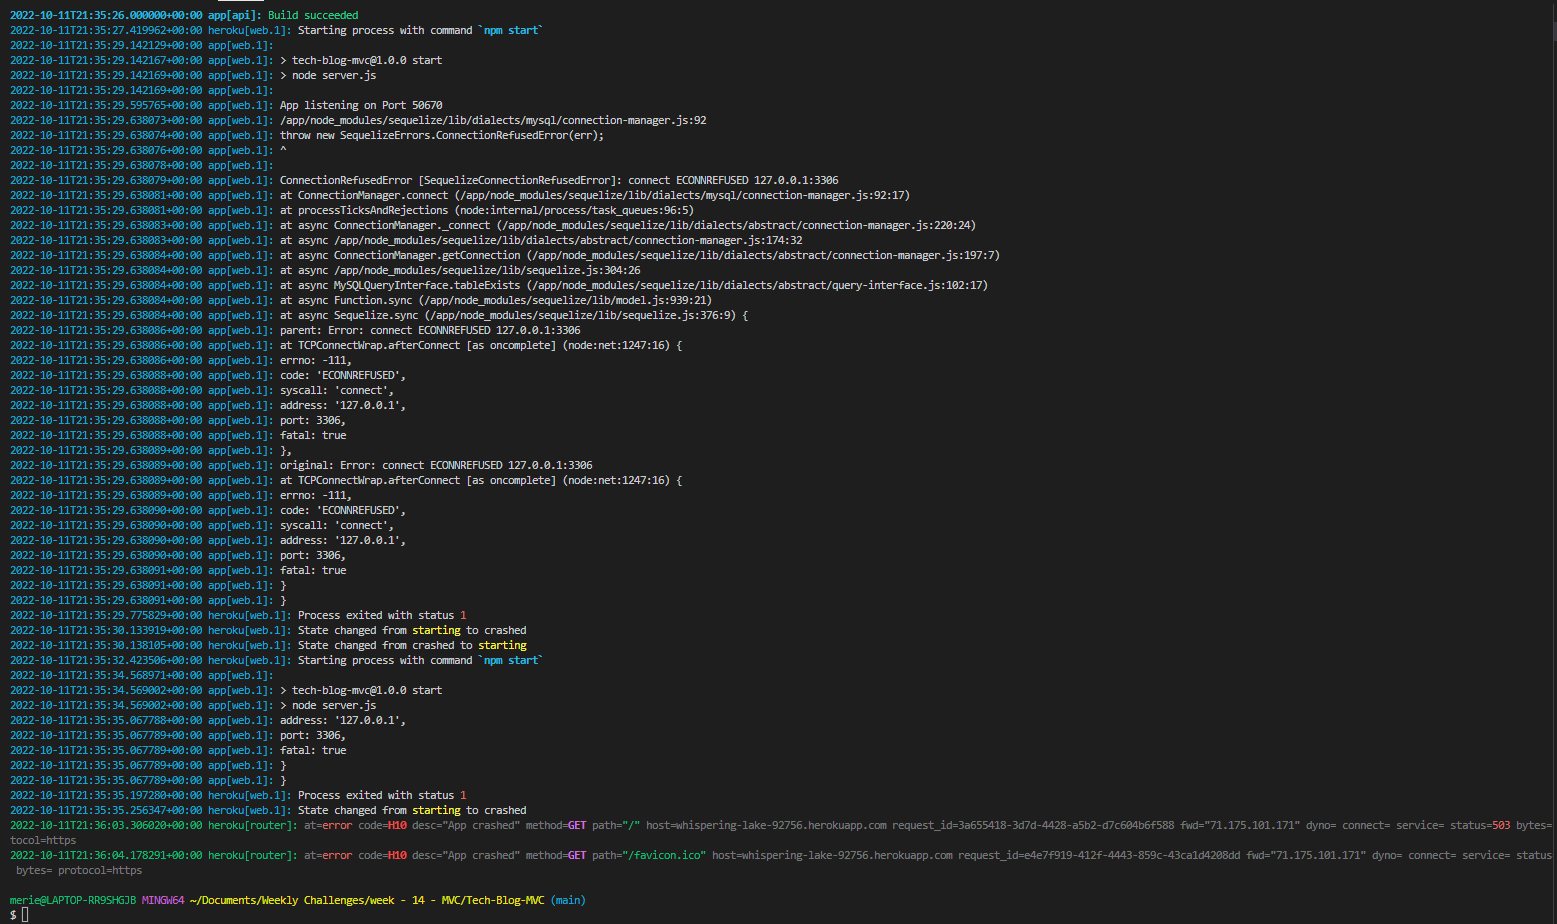 2022-10-11T21:35:26.000000+00:00 app[api]: Build succeeded
2022-10-11T21:35:27.419962+00:00 heroku[web.1]: Starting process with command `npm start`
2022-10-11T21:35:29.142129+00:00 app[web.1]:
2022-10-11T21:35:29.142167+00:00 app[web.1]: > tech-blog-mvc@1.0.0 start
2022-10-11T21:35:29.142169+00:00 app[web.1]: > node server.js
2022-10-11T21:35:29.142169+00:00 app[web.1]:
2022-10-11T21:35:29.595765+00:00 app[web.1]: App listening on Port 50670
2022-10-11T21:35:29.638073+00:00 app[web.1]: /app/node_modules/sequelize/lib/dialects/mysql/connection-manager.js:92
2022-10-11T21:35:29.638074+00:00 app[web.1]: throw new SequelizeErrors.ConnectionRefusedError(err);
2022-10-11T21:35:29.638076+00:00 app[web.1]: ^
2022-10-11T21:35:29.638078+00:00 app[web.1]:
2022-10-11T21:35:29.638079+00:00 app[web.1]: ConnectionRefusedError [SequelizeConnectionRefusedError]: connect ECONNREFUSED 127.0.0.1:3306
2022-10-11T21:35:29.638081+00:00 app[web.1]: at ConnectionManager.connect (/app/node_modules/sequelize/lib/dialects/mysql/connection-manager.js:92:17)
2022-10-11T21:35:29.638081+00:00 app[web.1]: at processTicksAndRejections (node:internal/process/task_queues:96:5)
2022-10-11T21:35:29.638083+00:00 app[web.1]: at async ConnectionManager._connect (/app/node_modules/sequelize/lib/dialects/abstract/connection-manager.js:220:24)
2022-10-11T21:35:29.638083+00:00 app[web.1]: at async /app/node_modules/sequelize/lib/dialects/abstract/connection-manager.js:174:32
2022-10-11T21:35:29.638084+00:00 app[web.1]: at async ConnectionManager.getConnection (/app/node_modules/sequelize/lib/dialects/abstract/connection-manager.js:197:7)
2022-10-11T21:35:29.638084+00:00 app[web.1]: at async /app/node_modules/sequelize/lib/sequelize.js:304:26
2022-10-11T21:35:29.638084+00:00 app[web.1]: at async MySQLQueryInterface.tableExists (/app/node_modules/sequelize/lib/dialects/abstract/query-interface.js:102:17)
2022-10-11T21:35:29.638084+00:00 app[web.1]: at async Function.sync (/app/node_modules/sequelize/lib/model.js:939:21)
2022-10-11T21:35:29.638084+00:00 app[web.1]: at async Sequelize.sync (/app/node_modules/sequelize/lib/sequelize.js:376:9) {
2022-10-11T21:35:29.638086+00:00 app[web.1]: parent: Error: connect ECONNREFUSED 127.0.0.1:3306
2022-10-11T21:35:29.638086+00:00 app[web.1]: at TCPConnectWrap.afterConnect [as oncomplete] (node:net:1247:16) {
2022-10-11T21:35:29.638086+00:00 app[web.1]: errno: -111,
2022-10-11T21:35:29.638088+00:00 app[web.1]: code: 'ECONNREFUSED',
2022-10-11T21:35:29.638088+00:00 app[web.1]: syscall: 'connect',
2022-10-11T21:35:29.638088+00:00 app[web.1]: address: '127.0.0.1',
2022-10-11T21:35:29.638088+00:00 app[web.1]: port: 3306,
2022-10-11T21:35:29.638088+00:00 app[web.1]: fatal: true
2022-10-11T21:35:29.638089+00:00 app[web.1]: },
2022-10-11T21:35:29.638089+00:00 app[web.1]: original: Error: connect ECONNREFUSED 127.0.0.1:3306
2022-10-11T21:35:29.638089+00:00 app[web.1]: at TCPConnectWrap.afterConnect [as oncomplete] (node:net:1247:16) {
2022-10-11T21:35:29.638089+00:00 app[web.1]: errno: -111,
2022-10-11T21:35:29.638090+00:00 app[web.1]: code: 'ECONNREFUSED',
2022-10-11T21:35:29.638090+00:00 app[web.1]: syscall: 'connect',
2022-10-11T21:35:29.638090+00:00 app[web.1]: address: '127.0.0.1',
2022-10-11T21:35:29.638090+00:00 app[web.1]: port: 3306,
2022-10-11T21:35:29.638091+00:00 app[web.1]: fatal: true
2022-10-11T21:35:29.638091+00:00 app[web.1]: }
2022-10-11T21:35:29.638091+00:00 app[web.1]: }
2022-10-11T21:35:29.775829+00:00 heroku[web.1]: Process exited with status 1
2022-10-11T21:35:30.133919+00:00 heroku[web.1]: State changed from starting to crashed
2022-10-11T21:35:30.138105+00:00 heroku[web.1]: State changed from crashed to starting
2022-10-11T21:35:32.423506+00:00 heroku[web.1]: Starting process with command `npm start`
2022-10-11T21:35:34.568971+00:00 app[web.1]:
2022-10-11T21:35:34.569002+00:00 app[web.1]: > tech-blog-mvc@1.0.0 start
2022-10-11T21:35:34.569002+00:00 app[web.1]: > node server.js
2022-10-11T21:35:35.067788+00:00 app[web.1]: address: '127.0.0.1',
2022-10-11T21:35:35.067789+00:00 app[web.1]: port: 3306,
2022-10-11T21:35:35.067789+00:00 app[web.1]: fatal: true
2022-10-11T21:35:35.067789+00:00 app[web.1]: }
2022-10-11T21:35:35.067789+00:00 app[web.1]: }
2022-10-11T21:35:35.197280+00:00 heroku[web.1]: Process exited with status 1
2022-10-11T21:35:35.256347+00:00 heroku[web.1]: State changed from starting to crashed
2022-10-11T21:36:03.306020+00:00 heroku[router]: at=error code=H10 desc="App crashed" method=GET path="/" host=whispering-lake-92756.herokuapp.com request_id=3a655418-3d7d-4428-a5b2-d7c604b6f588 fwd="71.175.101.171" dyno= connect= service= status=503 bytes=
tocol=https
2022-10-11T21:36:04.178291+00:00 heroku[router]: at=error code=H10 desc="App crashed" method=GET path="/favicon.ico" host=whispering-lake-92756.herokuapp.com request_id=e4e7f919-412f-4443-859c-43ca1d4208dd fwd="71.175.101.171" dyno= connect= service= status
bytes= protocol=https
merie@LAPTOP-RR9SHGJB MINGW64 ~/Documents/Weekly Challenges/week - 14 - MVC/Tech-Blog-MVC (main)
$